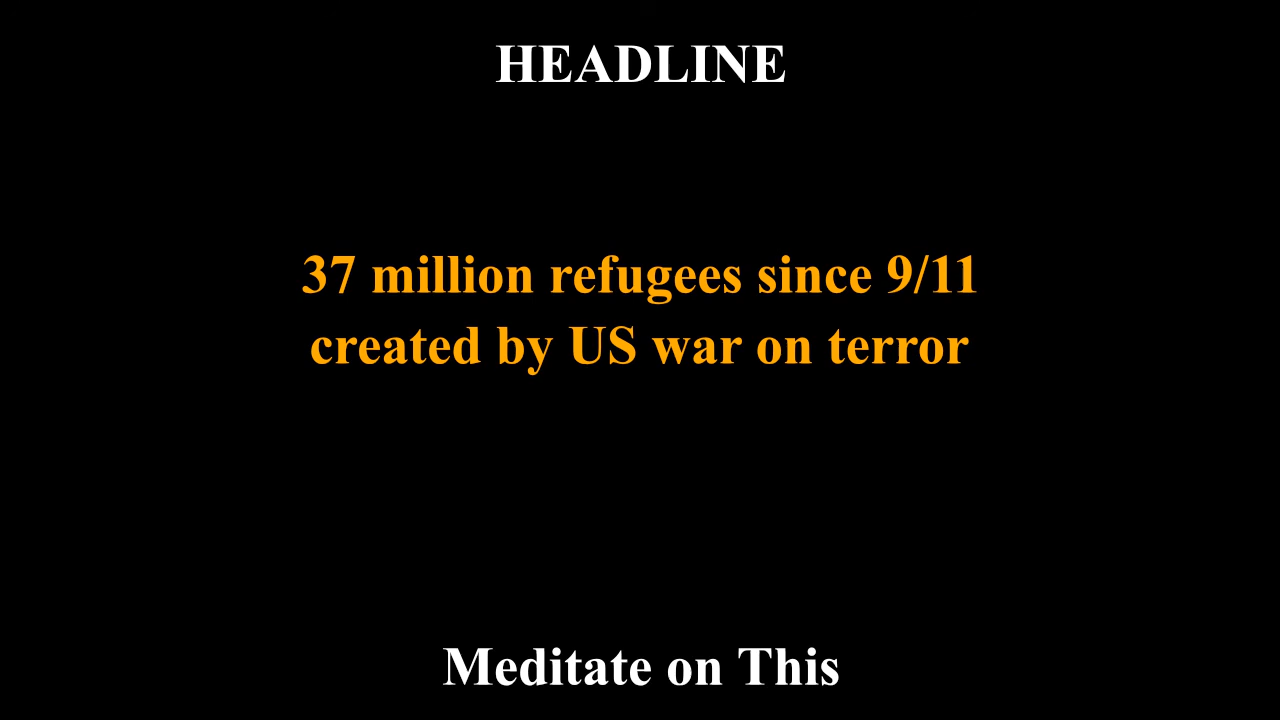 HEADLINE
37 million refugees since 9/11
created by US war on terror
Meditate on This